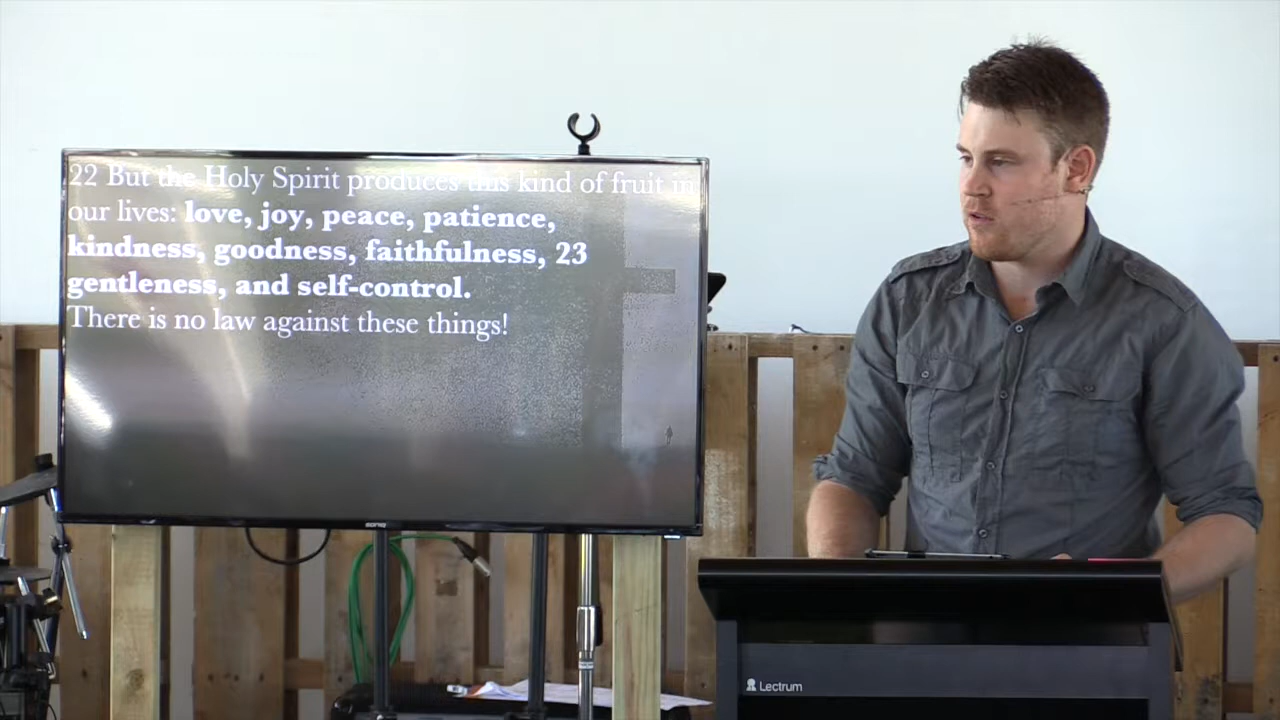 22 But the Holy Spirit produces this kind of fruit in
our lives: love, joy, peace, patience,
kindness, goodness, faithfulness, 23
gentleness, and self-control.
There is no law against these things!
soniq
Lectrum